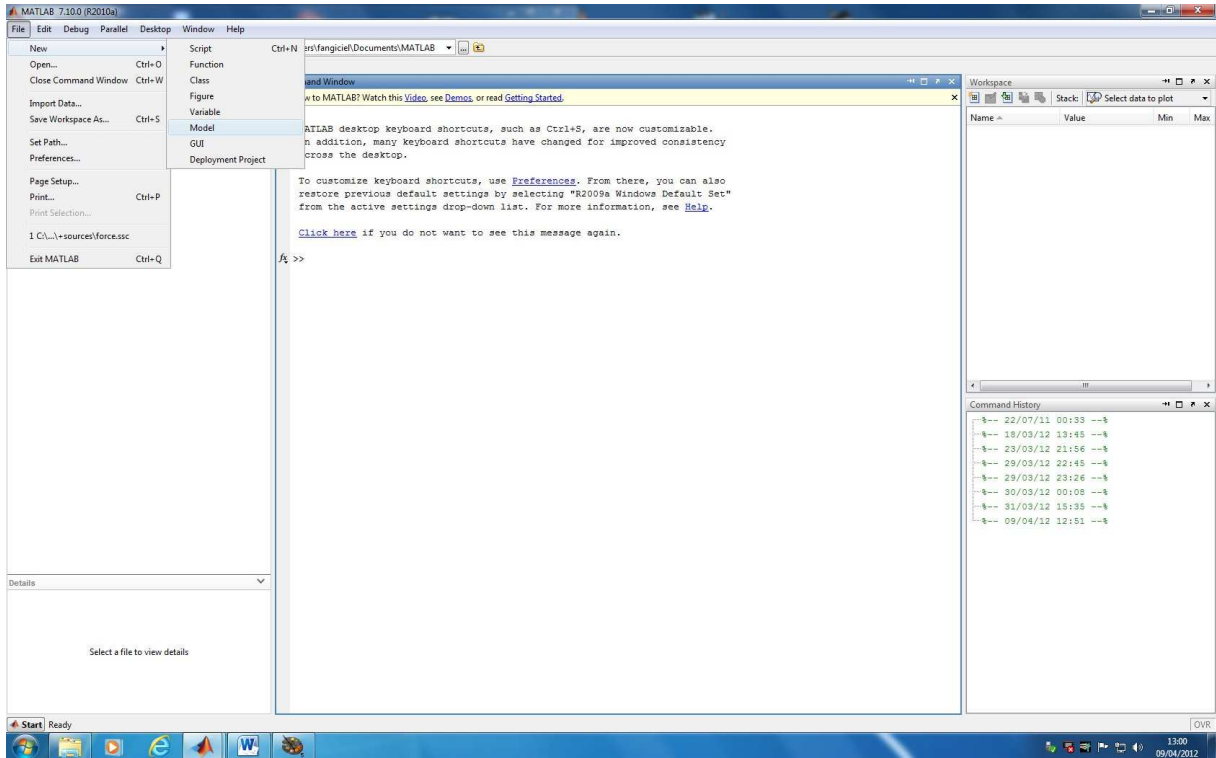 MATLAB 7.10.0 (R2010a)
File Edit Debug Parallel Desktop Window Help
New
Open... Ctrl+O
Close Command Window Ctrl+W
Import Data...
Save Workspace As... Ctrl+S
Set Path...
Preferences...
Page Setup...
Print... Ctrl+P
Print Selection...
1 C:\...\+sources\force.ssc
Exit MATLAB Ctrl+Q
Script Ctrl+N
Function
Class
Figure
Variable
Model
GUI
Deployment Project
ers\fangiciel\Documents\MATLAB
and Window
w to MATLAB? Watch this Video, see Demos, or read Getting Started.
ATLAB desktop keyboard shortcuts, such as Ctrl+S, are now customizable.
n addition, many keyboard shortcuts have changed for improved consistency
cross the desktop.
To customize keyboard shortcuts, use Preferences. From there, you can also
restore previous default settings by selecting "R2009a Windows Default Set"
from the active settings drop-down list. For more information, see Help.
Click here if you do not want to see this message again.
fx >>
Workspace
Stack: Select data to plot
Name Value Min Max
Command History
%-- 22/07/11 00:33 --%
%-- 18/03/12 13:45 --%
%-- 23/03/12 21:56 --%
%-- 29/03/12 22:45 --%
%-- 29/03/12 23:26 --%
%-- 30/03/12 00:08 --%
%-- 31/03/12 15:35 --%
%-- 09/04/12 12:51 --%
Details
Select a file to view details
Start Ready
OVR
13:00
09/04/2012